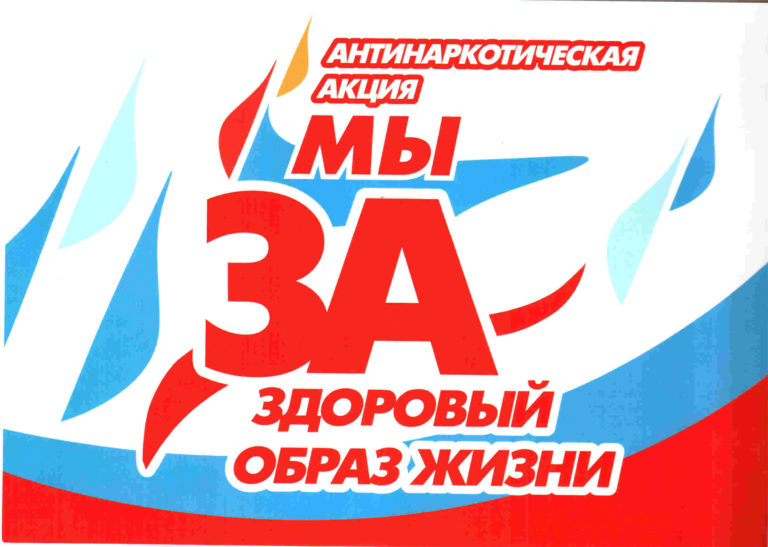 АНТИНАРКОТИЧЕСКАЯ
АКЦИЯ
МЫ
ЗА
ЗДОРОВЫЙ
ОБРАЗ ЖИЗНИ